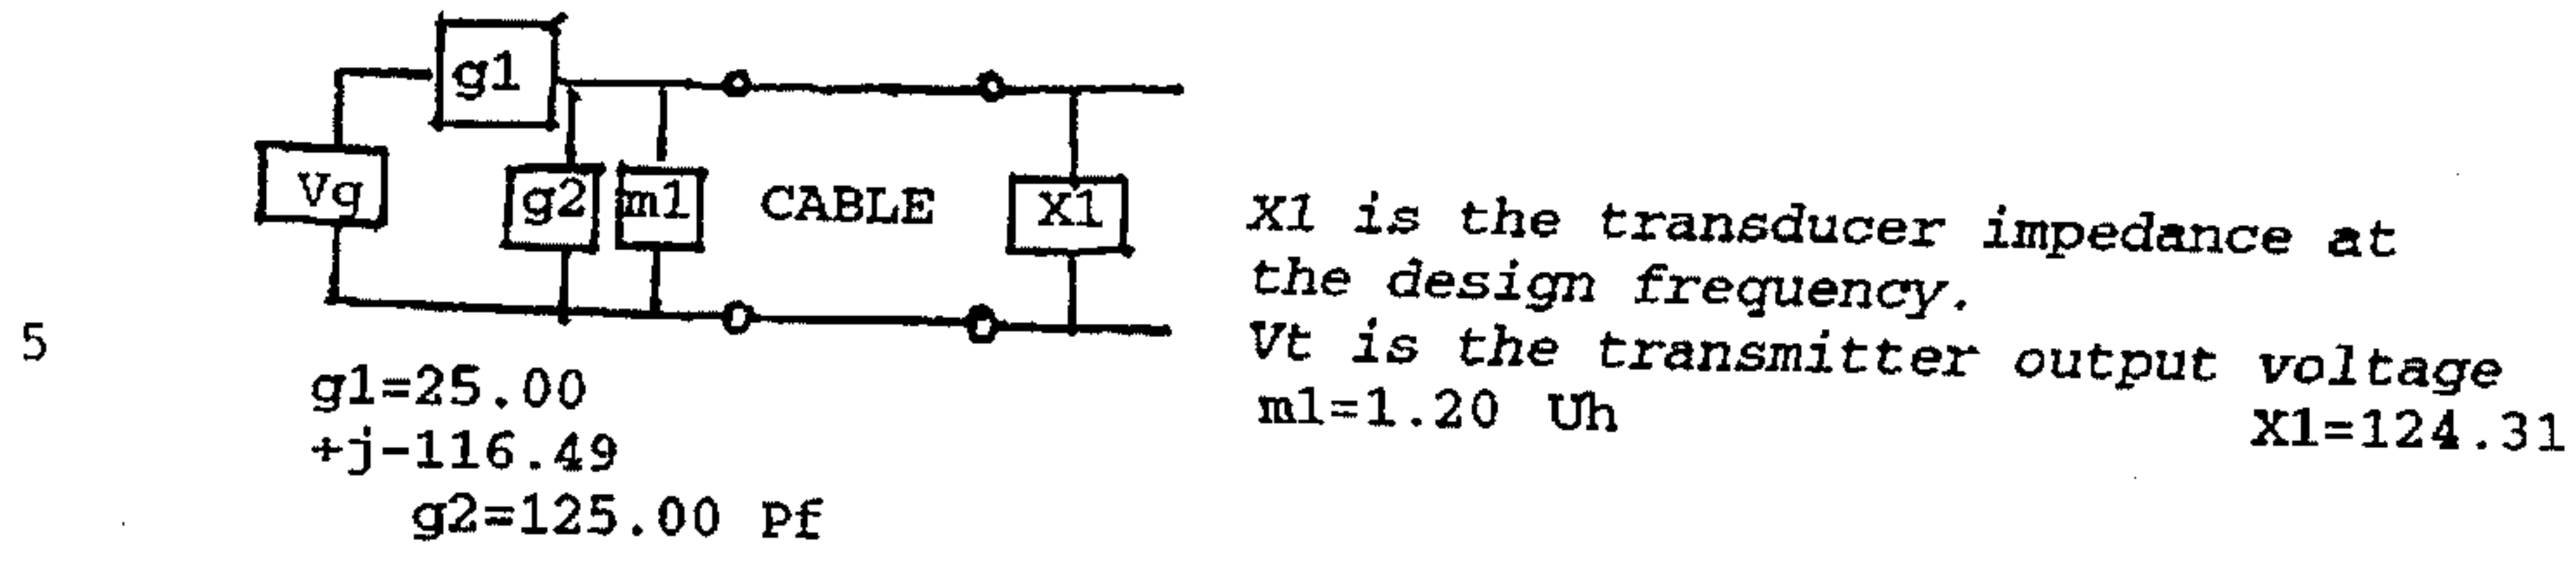 g1
Vg
g2
m1
CABLE
X1
X1 is the transducer impedance at
the design frequency.
Vt is the transmitter output voltage
m1=1.20 Uh X1=124.31
5
g1=25.00
+j-116.49
g2=125.00 Pf